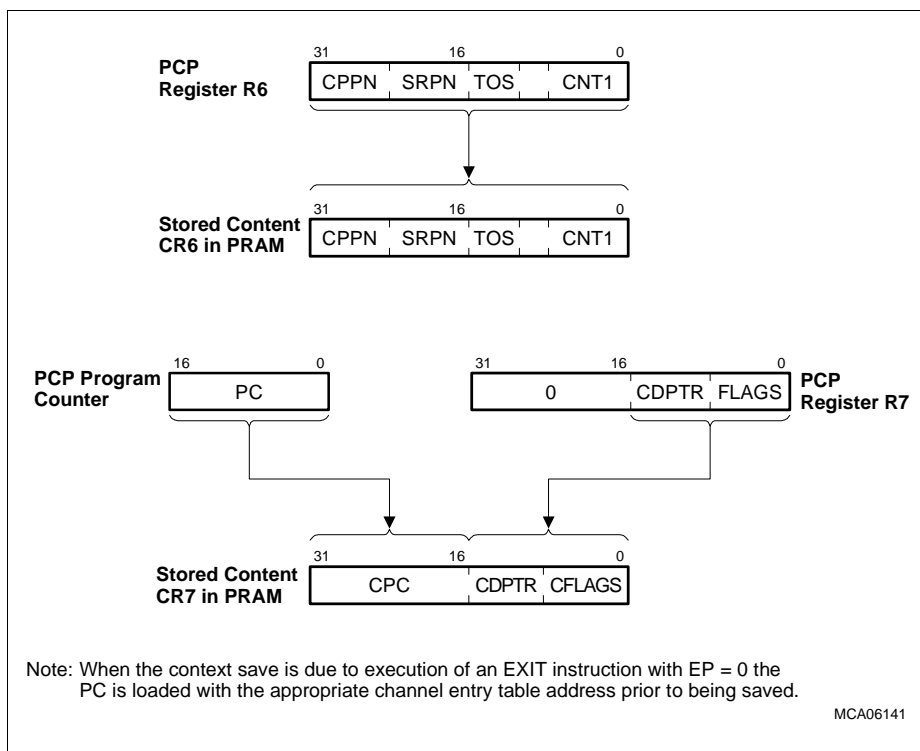 31 16 0
PCP
Register R6
CPPN SRPN TOS CNT1
31 16 0
Stored Content
CR6 in PRAM
CPPN SRPN TOS CNT1
16 0
PCP Program
Counter
PC
31 16 0
0 CDPTR FLAGS
PCP
Register R7
31 16 0
Stored Content
CR7 in PRAM
CPC CDPTR CFLAGS
Note: When the context save is due to execution of an EXIT instruction with EP = 0 the
PC is loaded with the appropriate channel entry table address prior to being saved.
MCA06141